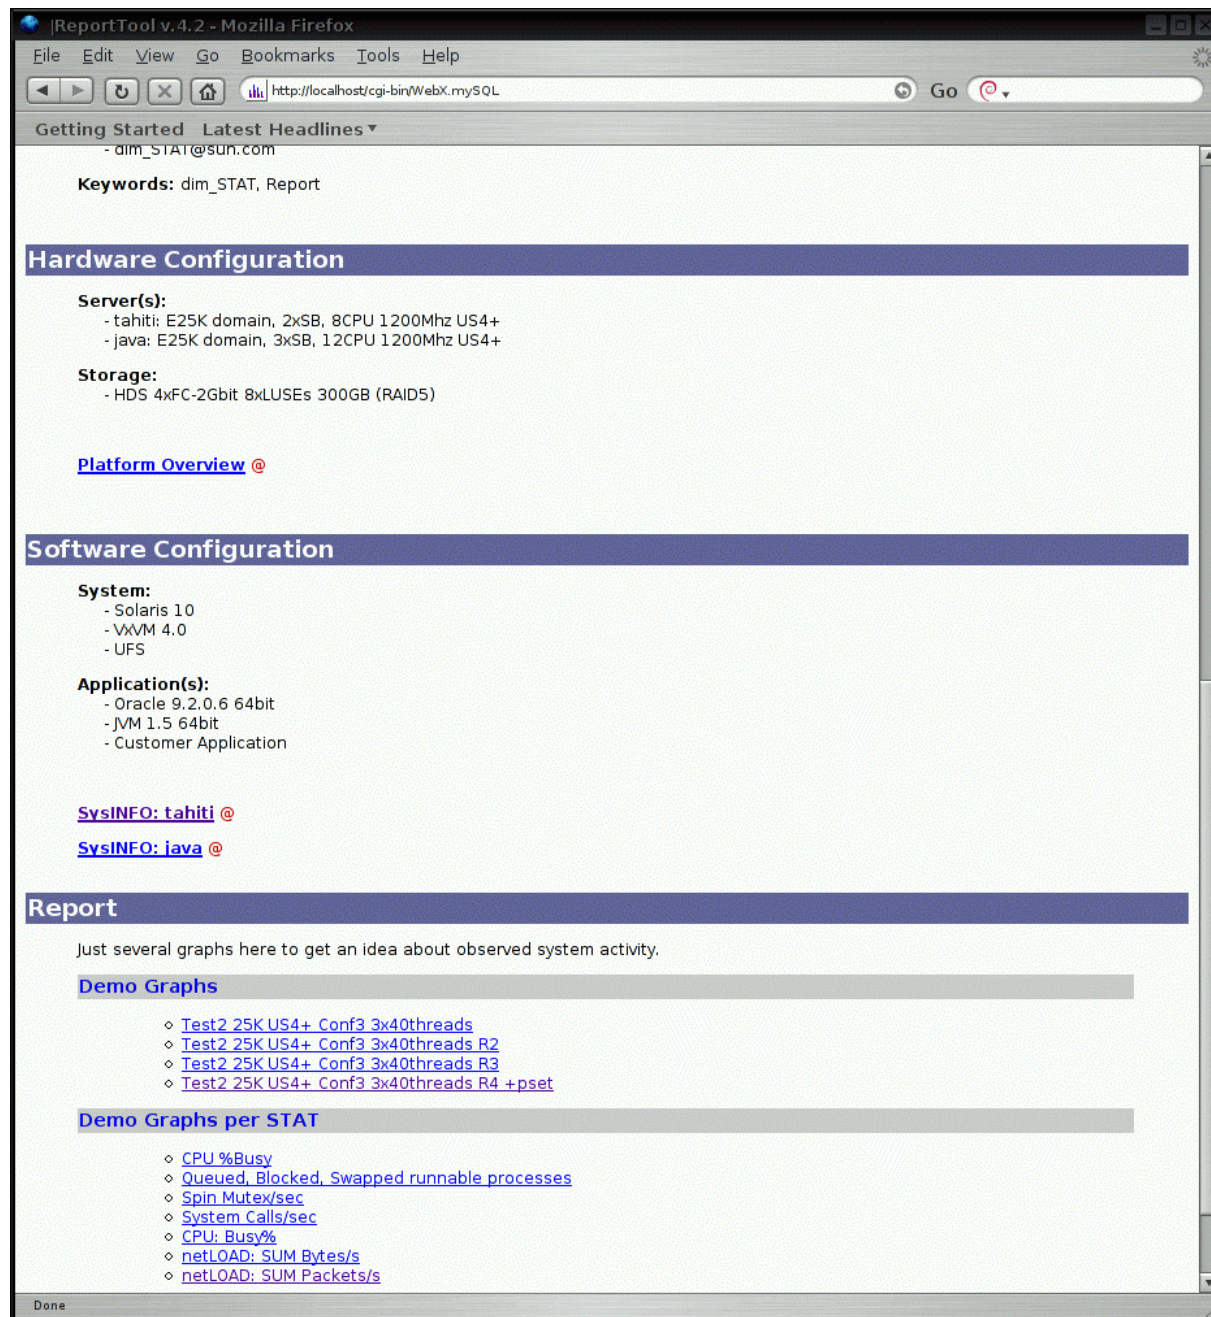 |ReportTool v.4.2 - Mozilla Firefox
File Edit View Go Bookmarks Tools Help
http://localhost/cgi-bin/WebX.mySQL Go
Getting Started Latest Headlines
- dim_STAT@sun.com
Keywords: dim_STAT, Report
Hardware Configuration
Server(s):
- tahiti: E25K domain, 2xSB, 8CPU 1200Mhz US4+
- java: E25K domain, 3xSB, 12CPU 1200Mhz US4+
Storage:
- HDS 4xFC-2Gbit 8xLUSEs 300GB (RAID5)
Platform Overview @
Software Configuration
System:
- Solaris 10
- VxVM 4.0
- UFS
Application(s):
- Oracle 9.2.0.6 64bit
- JVM 1.5 64bit
- Customer Application
SysINFO: tahiti @
SysINFO: java @
Report
Just several graphs here to get an idea about observed system activity.
Demo Graphs
Test2 25K US4+ Conf3 3x40threads
Test2 25K US4+ Conf3 3x40threads R2
Test2 25K US4+ Conf3 3x40threads R3
Test2 25K US4+ Conf3 3x40threads R4 +pset
Demo Graphs per STAT
CPU %Busy
Queued, Blocked, Swapped runnable processes
Spin Mutex/sec
System Calls/sec
CPU: Busy%
netLOAD: SUM Bytes/s
netLOAD: SUM Packets/s
Done